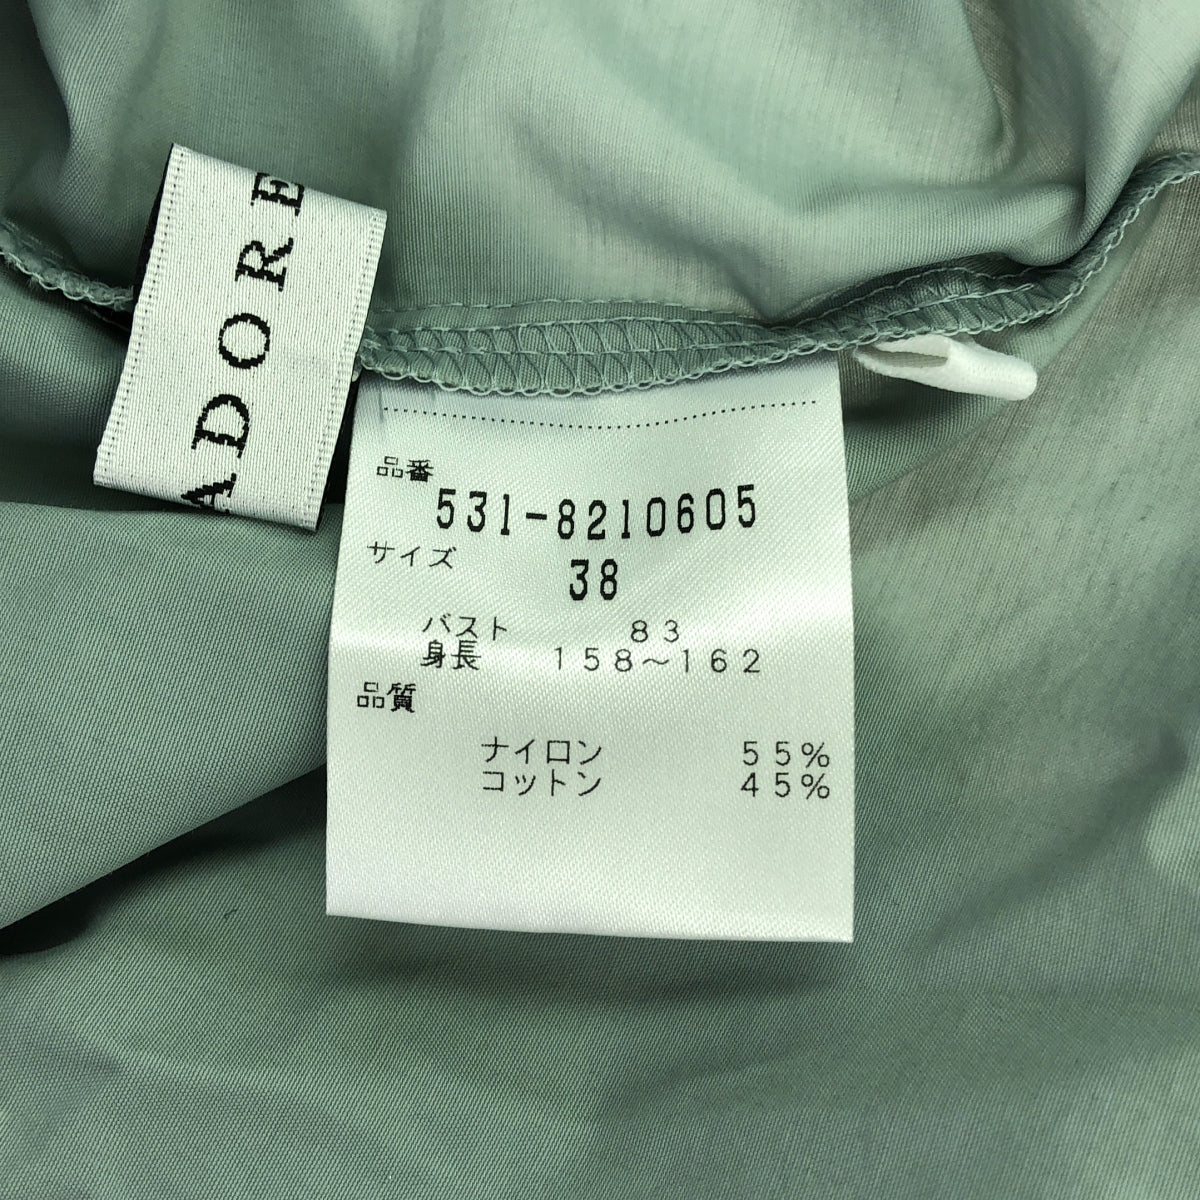 ADORE
品番
531-8210605
サイズ
38
バスト 83
身長 158～162
品質
ナイロン 55%
コットン 45%